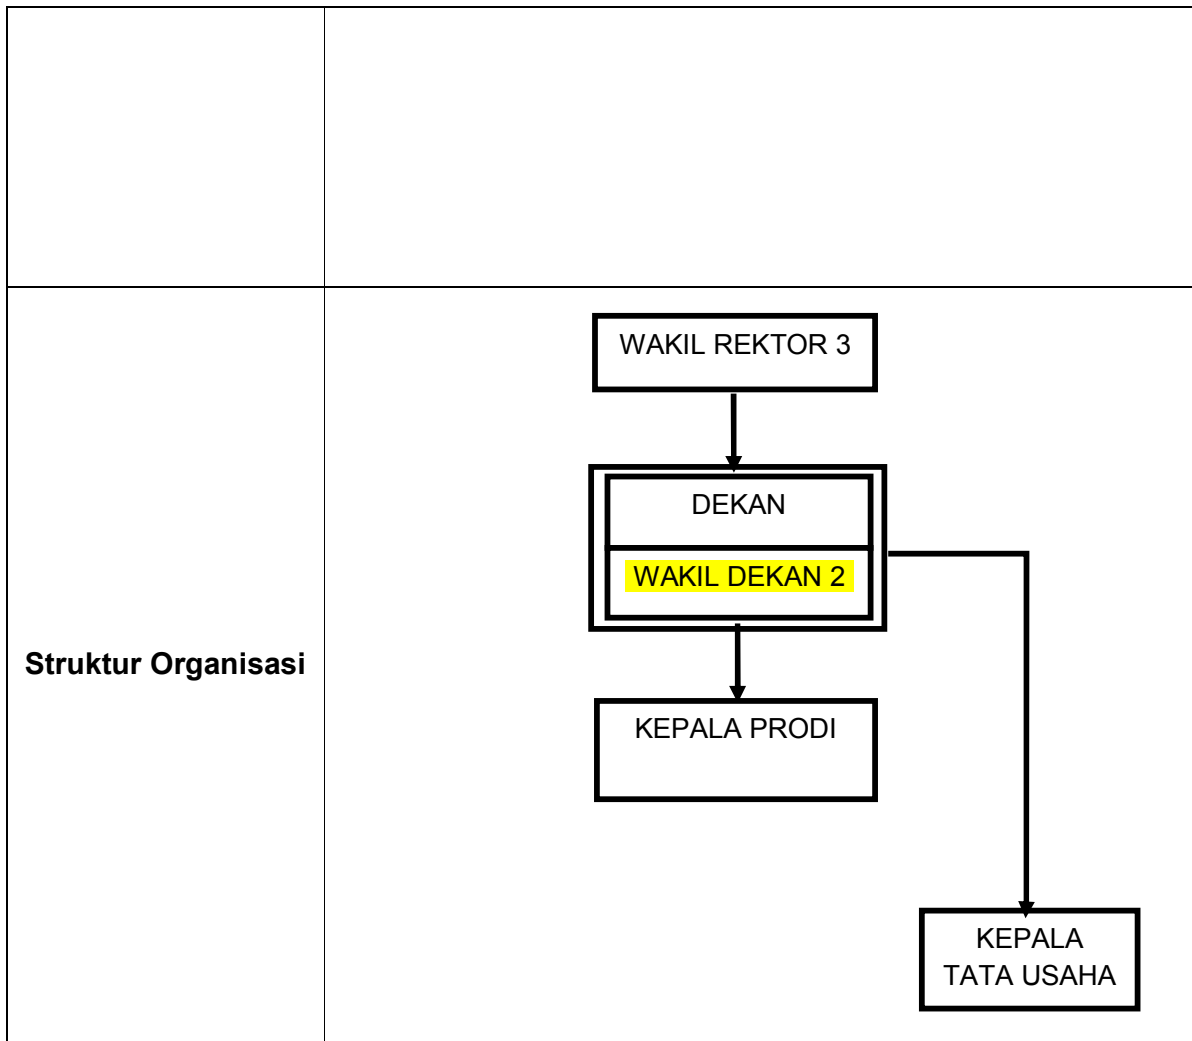 Struktur Organisasi
WAKIL REKTOR 3
DEKAN
WAKIL DEKAN 2
KEPALA PRODI
KEPALA
TATA USAHA